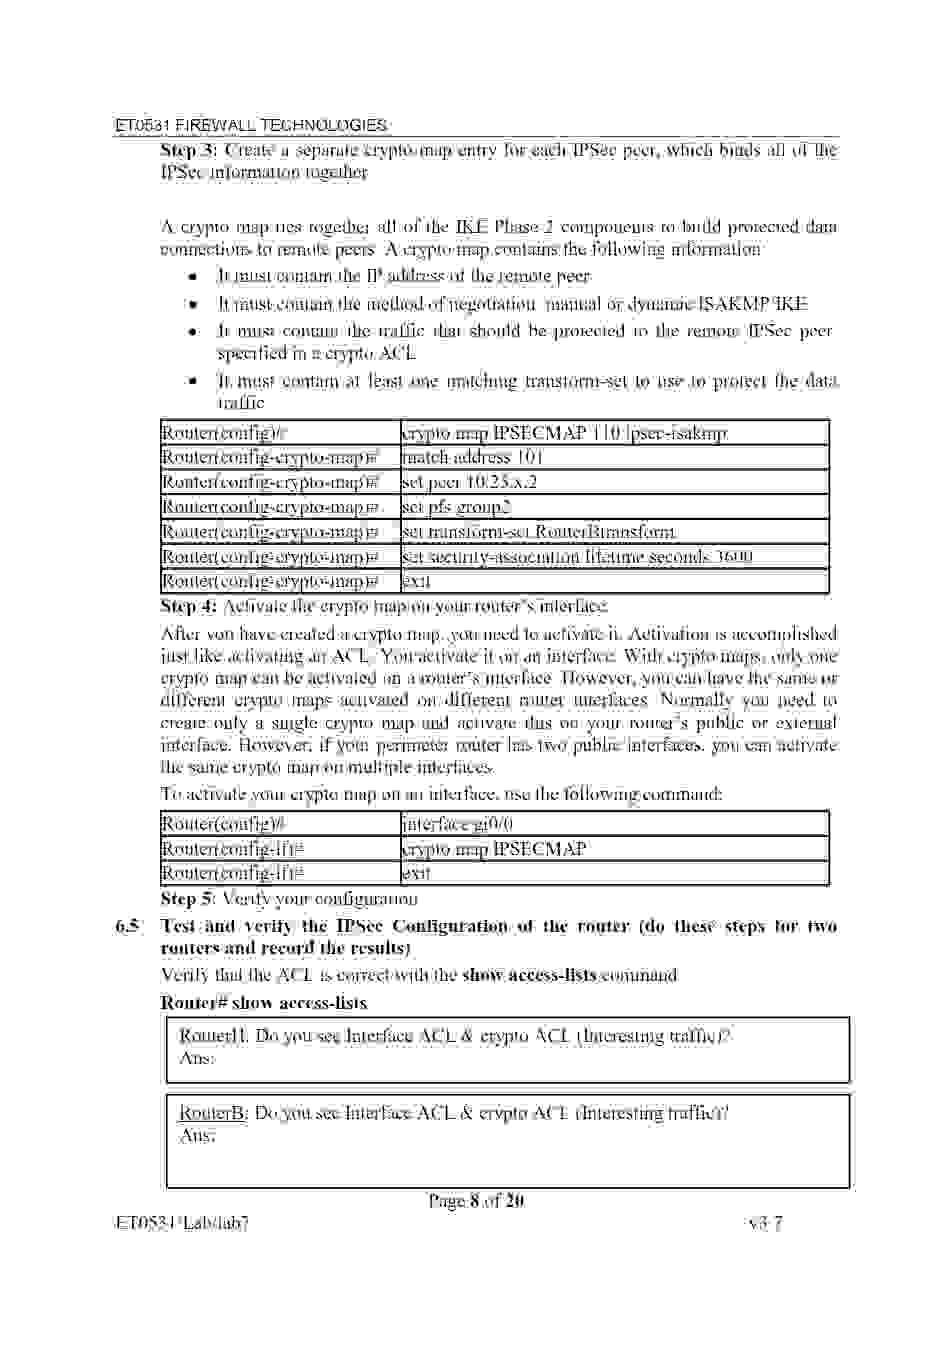 ET0531 FIREWALL TECHNOLOGIES
Step 3: Create a separate crypto map entry for each IPSec peer, which binds all of the
IPSec information together
A crypto map ties together all of the IKE Phase 2 components to build protected data
connections to remote peers. A crypto map contains the following information
• It must contain the IP address of the remote peer
• It must contain the method of negotiation manual or dynamic ISAKMP/IKE
• It must contain the traffic that should be protected to the remote IPSec peer
specified in a crypto ACL
• It must contain at least one matching transform-set to use to protect the data
traffic
Router(config)# crypto map IPSECMAP 110 ipsec-isakmp
Router(config-crypto-map)# match address 101
Router(config-crypto-map)# set peer 10.25.x.2
Router(config-crypto-map)# set pfs group2
Router(config-crypto-map)# set transform-set RouterBtransform
Router(config-crypto-map)# set security-association lifetime seconds 3600
Router(config-crypto-map)# exit
Step 4: Activate the crypto map on your router's interface
After you have created a crypto map, you need to activate it. Activation is accomplished
just like activating an ACL. You activate it on an interface. With crypto maps, only one
crypto map can be activated on a router's interface. However, you can have the same or
different crypto maps activated on different router interfaces. Normally you need to
create only a single crypto map and activate this on your router's public or external
interface. However, if your perimeter router has two public interfaces, you can activate
the same crypto map on multiple interfaces.
To activate your crypto map on an interface, use the following command:
Router(config)# interface gi0/0
Router(config-if)# crypto map IPSECMAP
Router(config-if)# exit
Step 5: Verify your configuration
6.5 Test and verify the IPSec Configuration of the router (do these steps for two
routers and record the results)
Verify that the ACL is correct with the show access-lists command
Router# show access-lists
RouterH: Do you see Interface ACL & crypto ACL (Interesting traffic)?
Ans:
RouterB: Do you see Interface ACL & crypto ACL (Interesting traffic)?
Ans:
Page 8 of 20
ET0531/Lab/lab7 v3.7